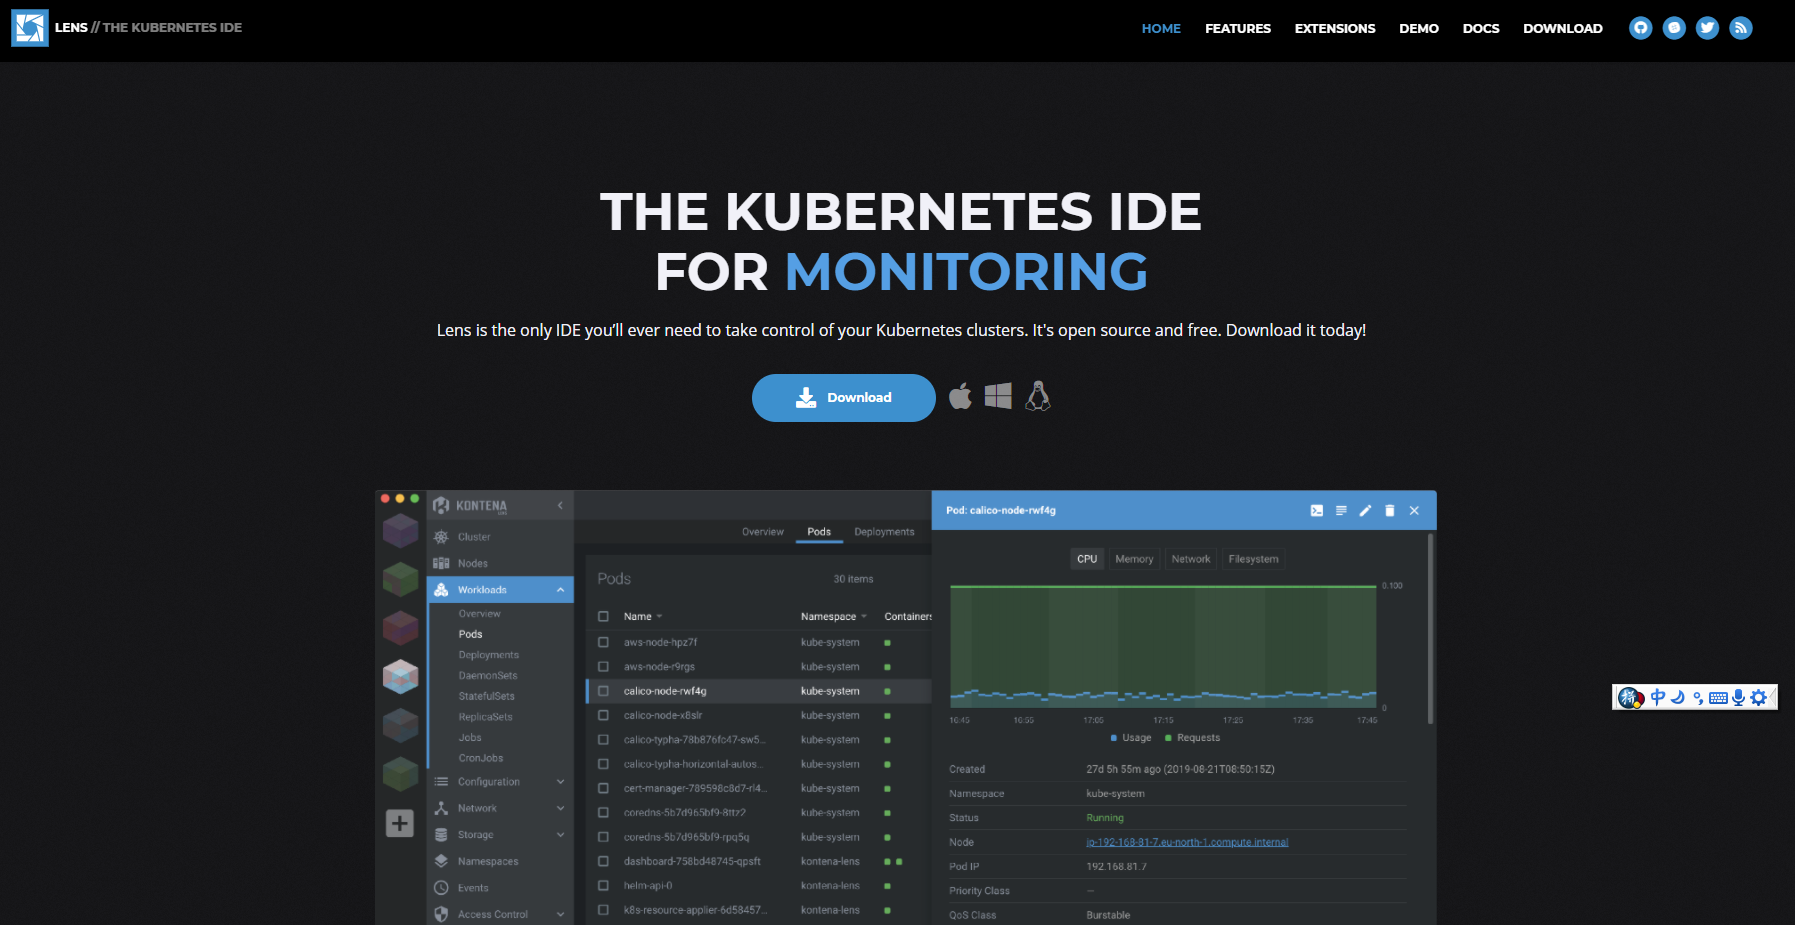 LENS // THE KUBERNETES IDE
HOME FEATURES EXTENSIONS DEMO DOCS DOWNLOAD
THE KUBERNETES IDE
FOR MONITORING
Lens is the only IDE you’ll ever need to take control of your Kubernetes clusters. It's open source and free. Download it today!
Download
KONTENA
Cluster
Nodes
Workloads
Overview
Pods
Deployments
DaemonSets
StatefulSets
ReplicaSets
Jobs
CronJobs
Configuration
Network
Storage
Namespaces
Events
Access Control
Overview Pods Deployments
Pods 30 items
Name Namespace Containers
aws-node-hpz7f kube-system
aws-node-r9rgs kube-system
calico-node-rwf4g kube-system
calico-node-x8slr kube-system
calico-typha-78b876fc47-sw5... kube-system
calico-typha-horizontal-autos... kube-system
cert-manager-789598c8d7-rl4... kube-system
coredns-5b7d965bf9-8ttz2 kube-system
coredns-5b7d965bf9-rpq5q kube-system
dashboard-758bd48745-qpsft kontena-lens
helm-api-0 kontena-lens
k8s-resource-applier-6d58457... kontena-lens
Pod: calico-node-rwf4g
CPU Memory Network Filesystem
0.100
0
16:45 16:55 17:05 17:15 17:25 17:35 17:45
Usage Requests
Created 27d 5h 55m ago (2019-08-21T08:50:15Z)
Namespace kube-system
Status Running
Node ip-192-168-81-7.eu-north-1.compute.internal
Pod IP 192.168.81.7
Priority Class —
QoS Class Burstable
拼 中